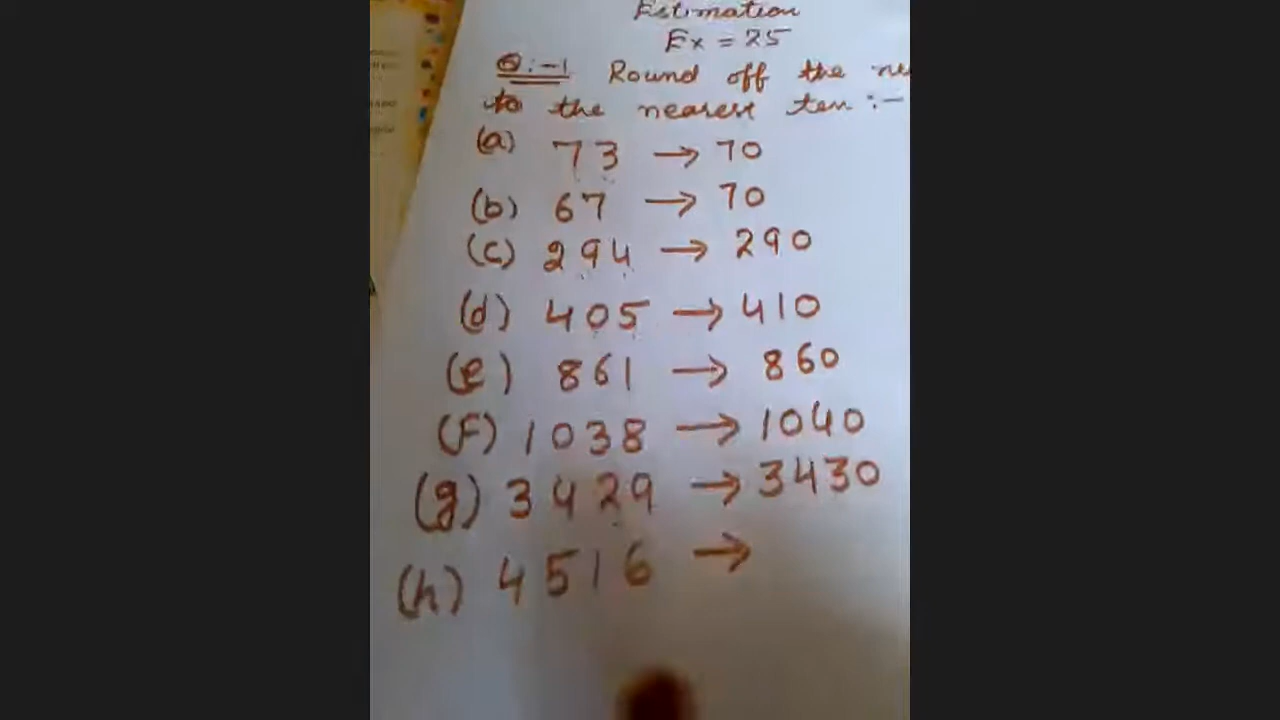 Estimation
Ex = 25
Q:-1 Round off the
to the nearest ten :-
(a) 73 → 70
(b) 67 → 70
(c) 294 → 290
(d) 405 → 410
(e) 861 → 860
(F) 1038 → 1040
(g) 3429 → 3430
(h) 4516 →